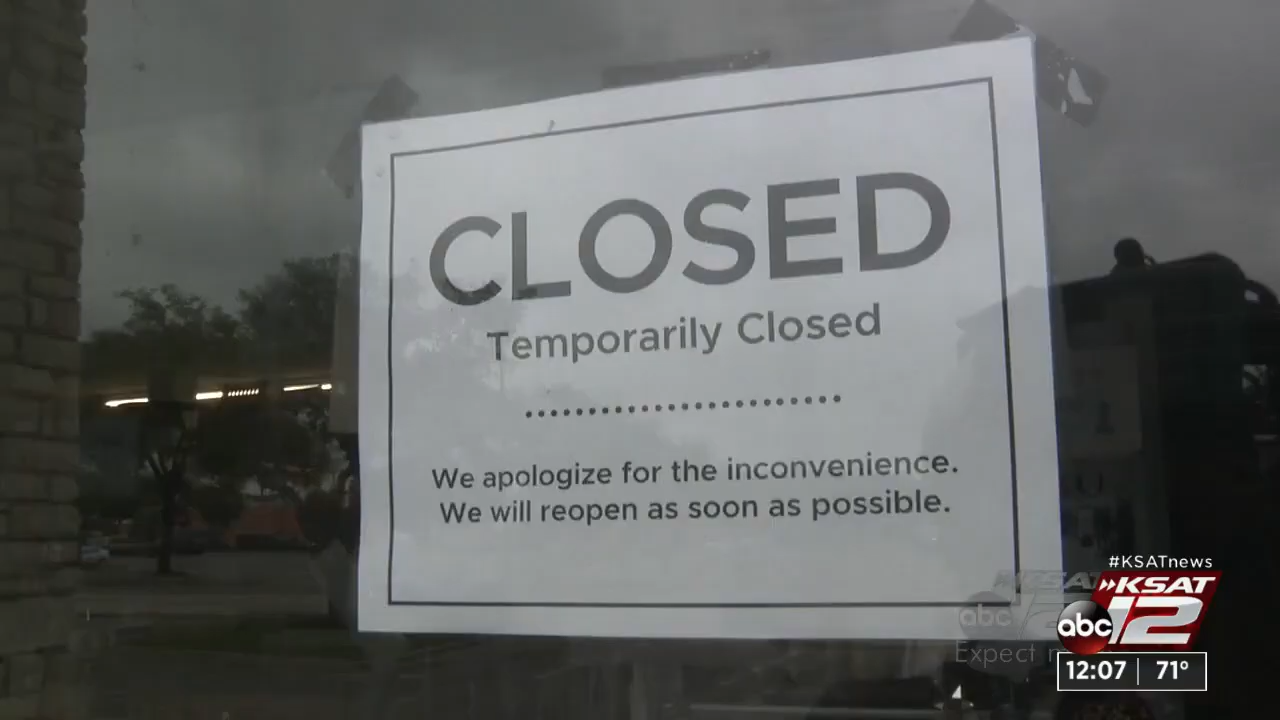 CLOSED
Temporarily Closed
We apologize for the inconvenience.
We will reopen as soon as possible.
#KSATnews
KSAT
abc 12
Expect
12:07 71°